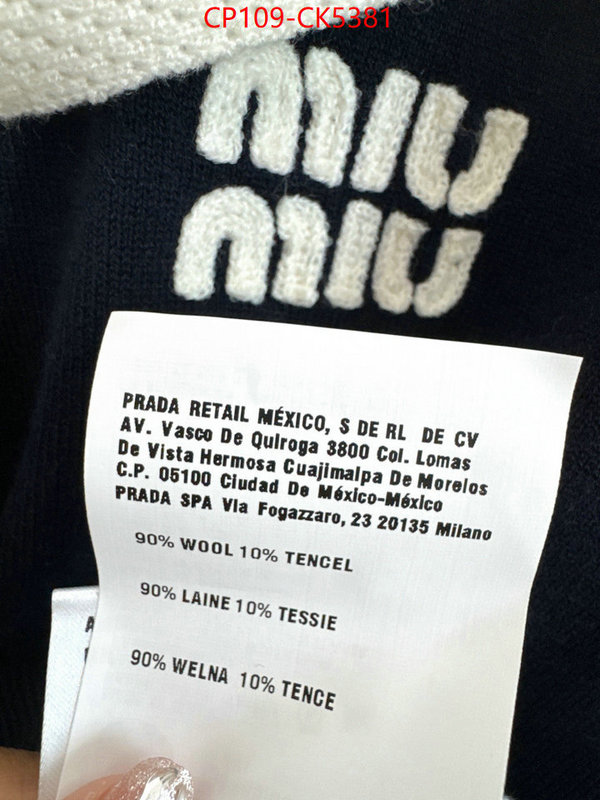 CP109-CK5381
MIU
MIU
PRADA RETAIL MÉXICO, S DE RL DE CV
AV. Vasco De Quiroga 3800 Col. Lomas
De Vista Hermosa Cuajimalpa De Morelos
C.P. 05100 Ciudad De México-México
PRADA SPA Via Fogazzaro, 23 20135 Milano
90% WOOL 10% TENCEL
90% LAINE 10% TESSIE
90% WELNA 10% TENCE